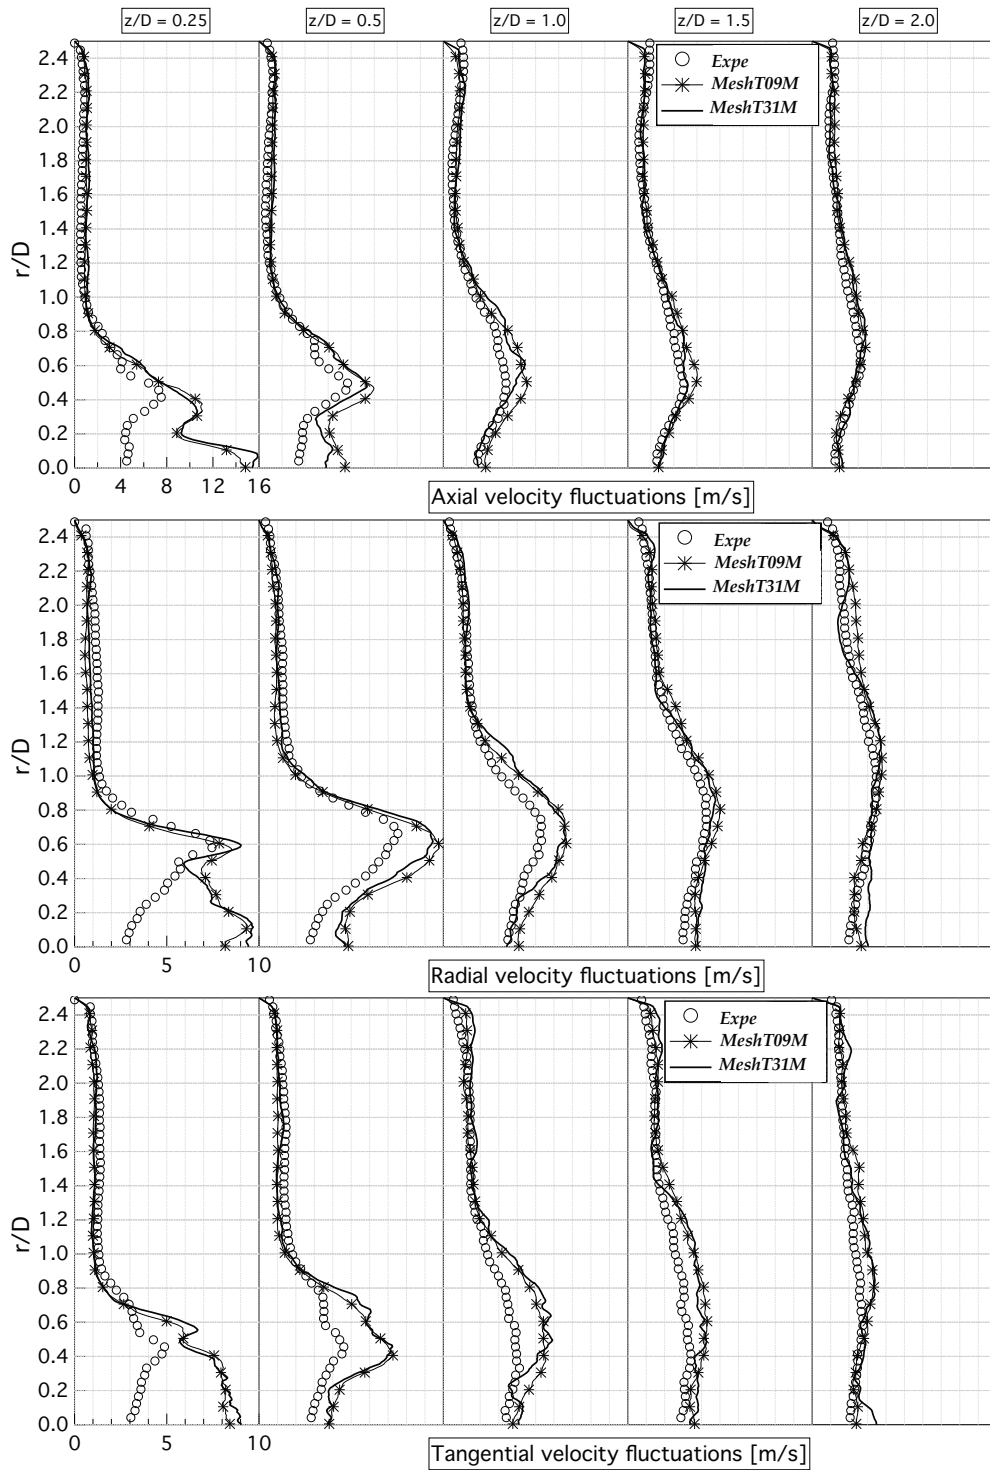 z/D = 0.25 z/D = 0.5 z/D = 1.0 z/D = 1.5 z/D = 2.0
2.4
2.2
2.0
1.8
1.6
1.4
1.2
1.0
0.8
0.6
0.4
0.2
0.0
r/D
Expe
MeshT09M
MeshT31M
0 4 8 12 16
Axial velocity fluctuations [m/s]
2.4
2.2
2.0
1.8
1.6
1.4
1.2
1.0
0.8
0.6
0.4
0.2
0.0
r/D
Expe
MeshT09M
MeshT31M
0 5 10
Radial velocity fluctuations [m/s]
2.4
2.2
2.0
1.8
1.6
1.4
1.2
1.0
0.8
0.6
0.4
0.2
0.0
r/D
Expe
MeshT09M
MeshT31M
0 5 10
Tangential velocity fluctuations [m/s]